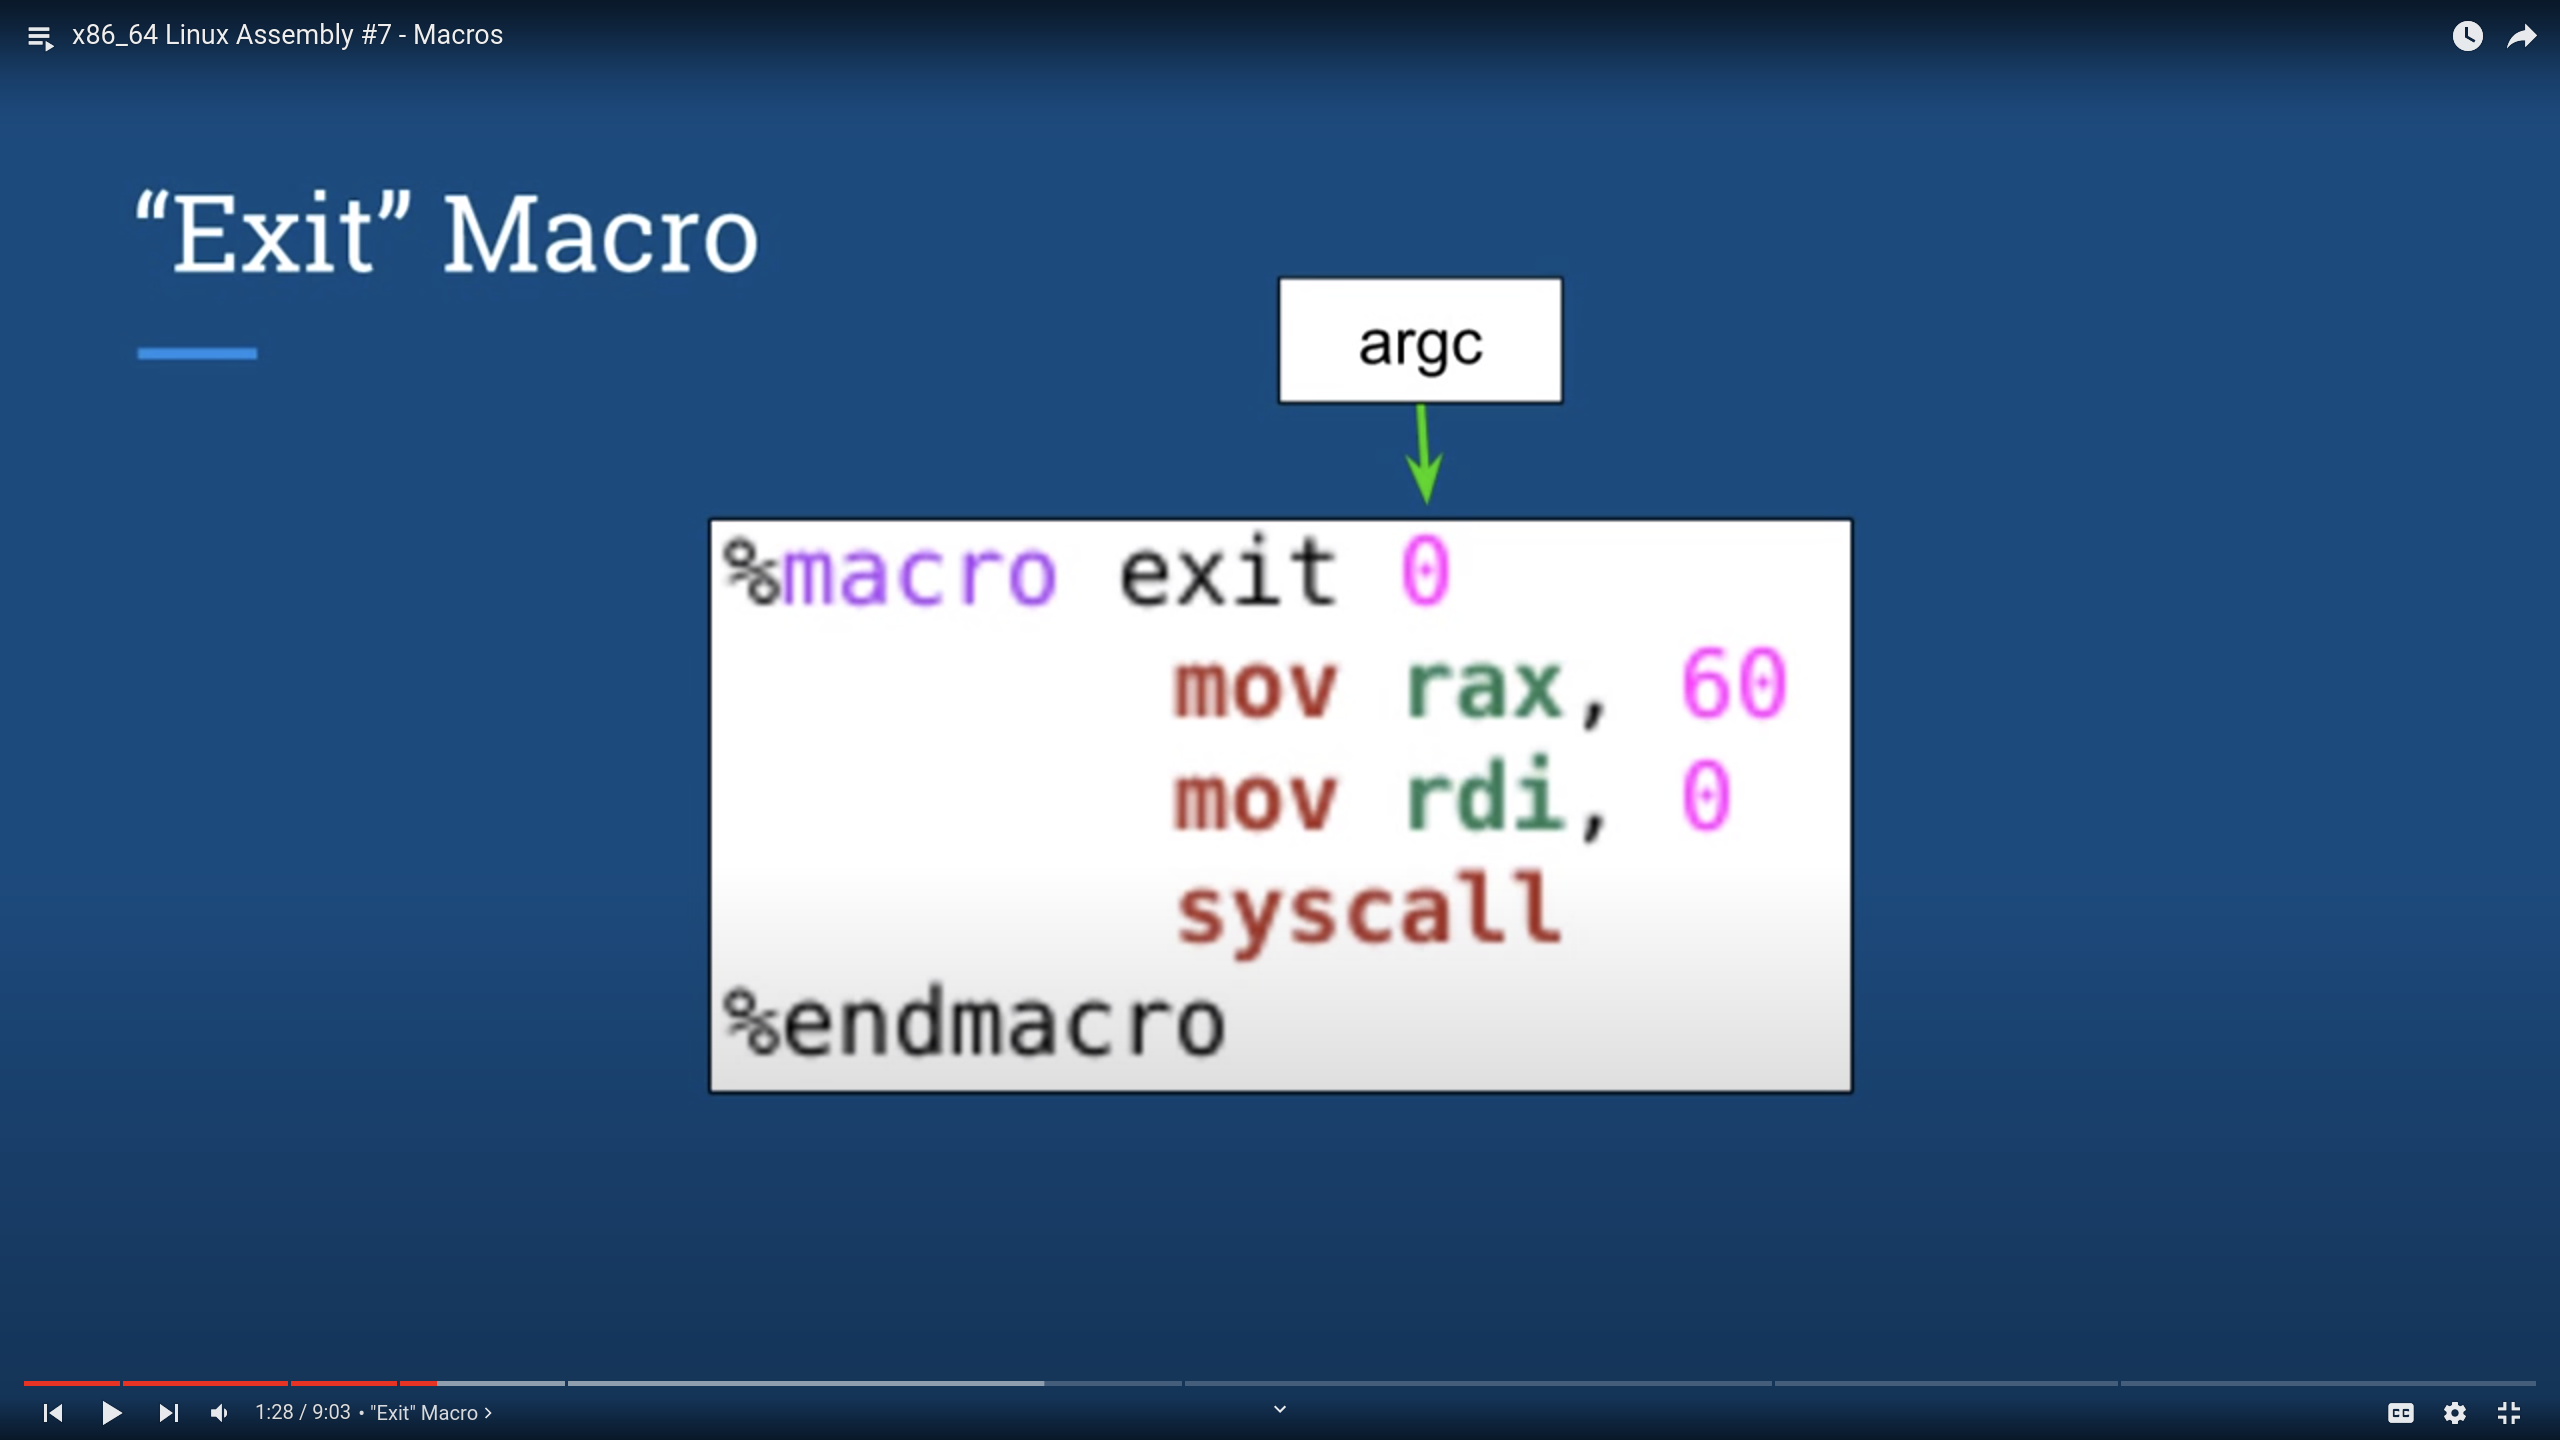 x86_64 Linux Assembly #7 - Macros
“Exit” Macro
argc
%macro exit 0
mov rax, 60
mov rdi, 0
syscall
%endmacro
1:28 / 9:03 • "Exit" Macro
CC